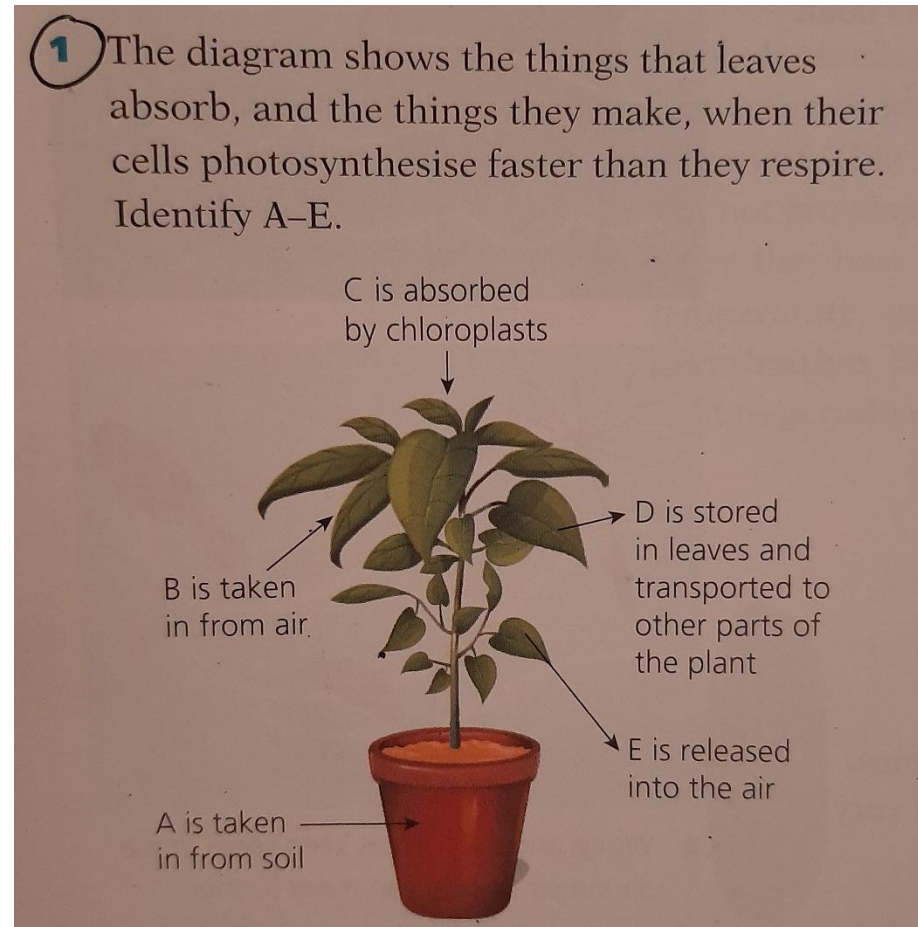 1 The diagram shows the things that leaves
absorb, and the things they make, when their
cells photosynthesise faster than they respire.
Identify A–E.
C is absorbed
by chloroplasts
B is taken
in from air.
D is stored
in leaves and
transported to
other parts of
the plant
E is released
into the air
A is taken
in from soil